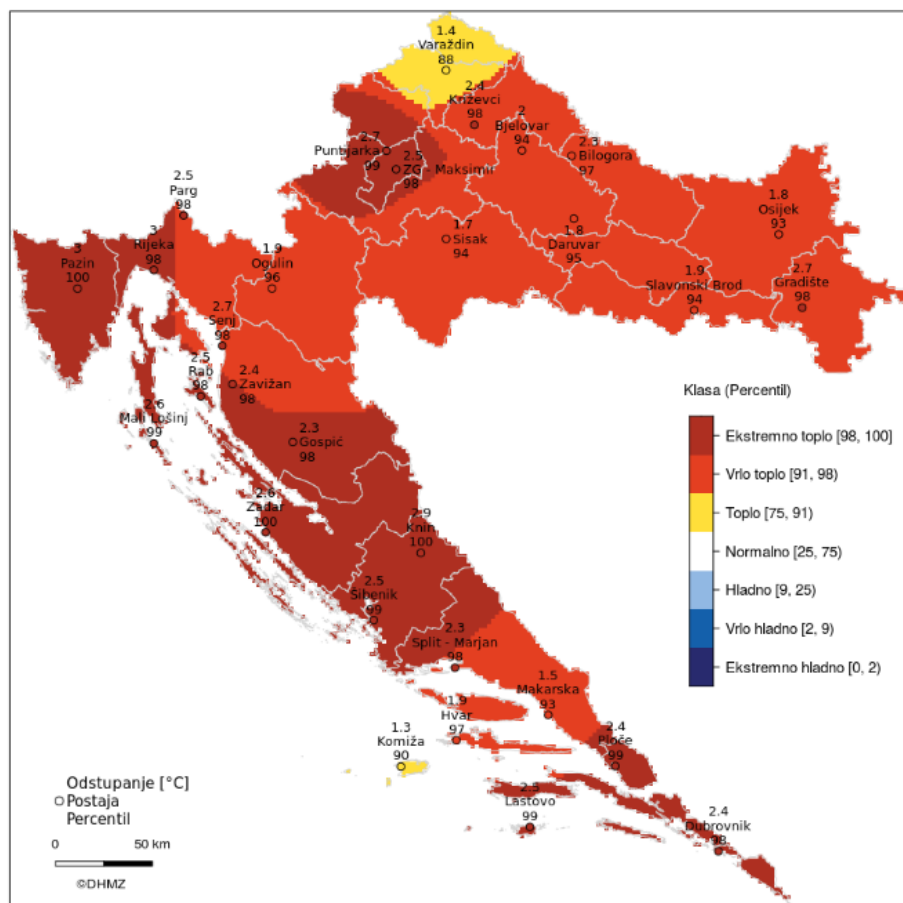 1.4
Varaždin
88
2.4
Križevci
98
2
Bjelovar
94
2.7
Puntijarka
99
2.5
ZG - Maksimir
98
2.3
Bilogora
97
2.5
Parg
98
1.8
Osijek
93
3
Pazin
100
3
Rijeka
98
1.9
Ogulin
96
1.7
Sisak
94
1.8
Daruvar
95
1.9
Slavonski Brod
94
2.7
Gradište
98
2.7
Senj
98
2.5
Rab
98
2.4
Zavižan
98
2.6
Mali Lošinj
99
2.3
Gospić
98
2.6
Zadar
100
2.9
Knin
100
2.5
Šibenik
99
2.3
Split - Marjan
98
1.5
Makarska
93
1.9
Hvar
97
1.3
Komiža
90
2.4
Ploče
99
Lastovo
99
2.4
Dubrovnik
98
Klasa (Percentil)
Ekstremno toplo [98, 100]
Vrlo toplo [91, 98)
Toplo [75, 91)
Normalno [25, 75)
Hladno [9, 25)
Vrlo hladno [2, 9)
Ekstremno hladno [0, 2)
Odstupanje [°C]
Postaja
Percentil
0 50 km
©DHMZ